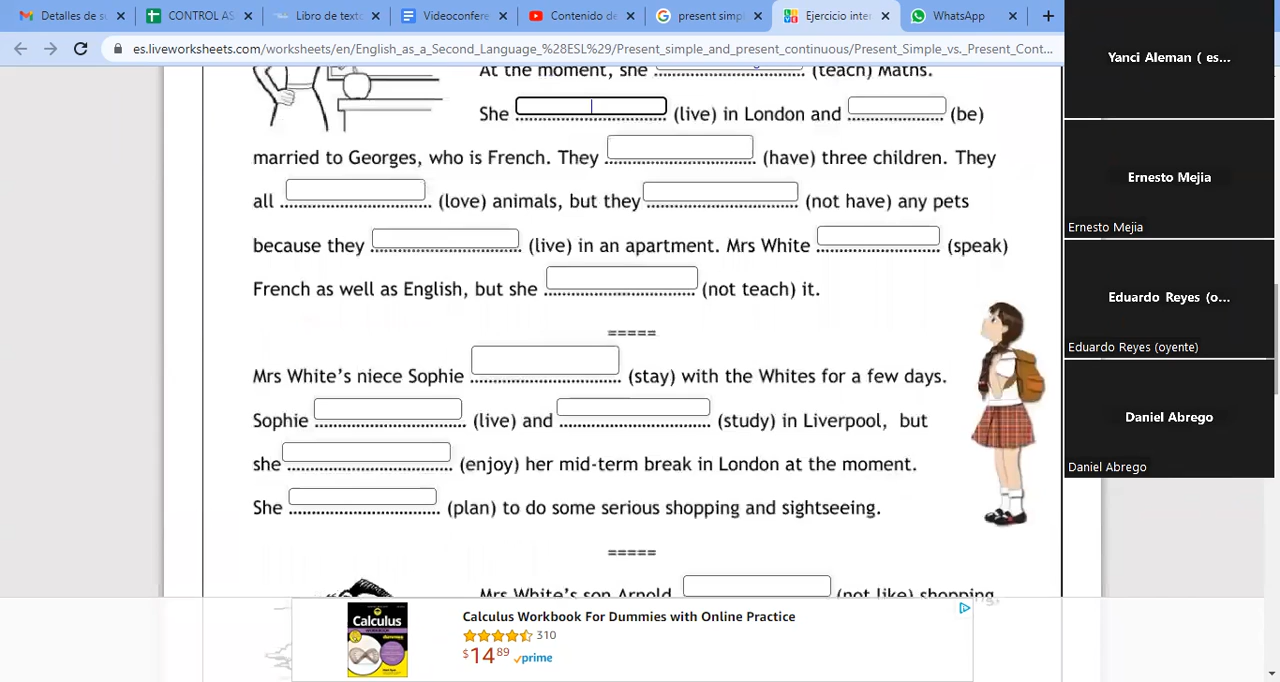 Detalles de su
CONTROL AS
Libro de texto
Videoconfere
Contenido de
present simpl
Ejercicio inter
WhatsApp
es.liveworksheets.com/worksheets/en/English_as_a_Second_Language_%28ESL%29/Present_simple_and_present_continuous/Present_Simple_vs._Present_Cont...
At the moment, she (teach) Maths.
She (live) in London and (be)
married to Georges, who is French. They (have) three children. They
all (love) animals, but they (not have) any pets
because they (live) in an apartment. Mrs White (speak)
French as well as English, but she (not teach) it.
=====
Mrs White's niece Sophie (stay) with the Whites for a few days.
Sophie (live) and (study) in Liverpool, but
she (enjoy) her mid-term break in London at the moment.
She (plan) to do some serious shopping and sightseeing.
=====
Mrs White's son Arnold (not like) shopping
Calculus
Workbook
dummies
Calculus Workbook For Dummies with Online Practice
310
$14 89 prime
Yanci Aleman ( es...
Ernesto Mejia
Ernesto Mejia
Eduardo Reyes (o...
Eduardo Reyes (oyente)
Daniel Abrego
Daniel Abrego